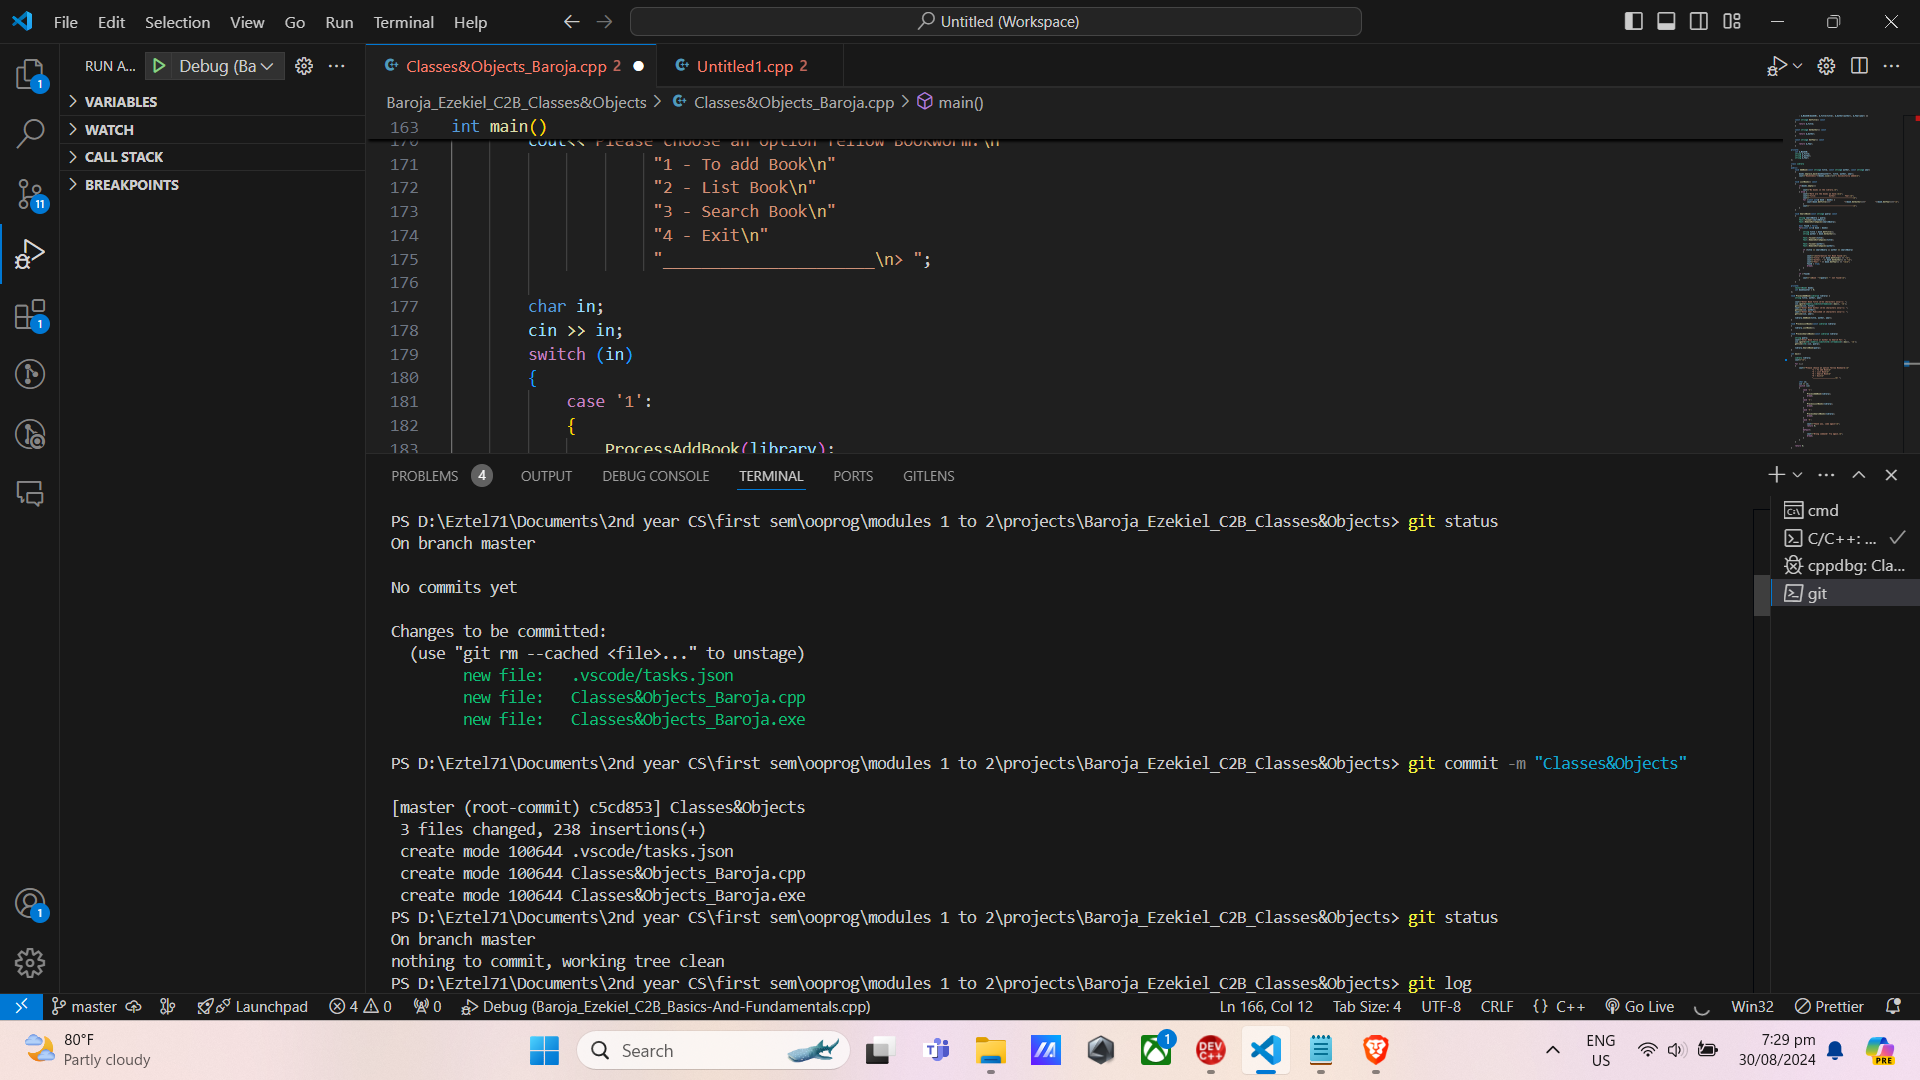 File Edit Selection View Go Run Terminal Help
Untitled (Workspace)
RUN A... Debug (Ba
Classes&Objects_Baroja.cpp 2
Untitled1.cpp 2
VARIABLES
WATCH
CALL STACK
BREAKPOINTS
1
11
1
1
Baroja_Ezekiel_C2B_Classes&Objects > Classes&Objects_Baroja.cpp > main()
163 int main()
170 cout<< "Please choose an option fellow Bookworm:\n"
171 "1 - To add Book\n"
172 "2 - List Book\n"
173 "3 - Search Book\n"
174 "4 - Exit\n"
175 "______________________\n> ";
176
177 char in;
178 cin >> in;
179 switch (in)
180 {
181 case '1':
182 {
183 ProcessAddBook(library);
PROBLEMS 4 OUTPUT DEBUG CONSOLE TERMINAL PORTS GITLENS
cmd
C/C++: ...
cppdbg: Cla...
git
PS D:\Eztel71\Documents\2nd year CS\first sem\ooprog\modules 1 to 2\projects\Baroja_Ezekiel_C2B_Classes&Objects> git status
On branch master
No commits yet
Changes to be committed:
(use "git rm --cached <file>..." to unstage)
new file: .vscode/tasks.json
new file: Classes&Objects_Baroja.cpp
new file: Classes&Objects_Baroja.exe
PS D:\Eztel71\Documents\2nd year CS\first sem\ooprog\modules 1 to 2\projects\Baroja_Ezekiel_C2B_Classes&Objects> git commit -m "Classes&Objects"
[master (root-commit) c5cd853] Classes&Objects
3 files changed, 238 insertions(+)
create mode 100644 .vscode/tasks.json
create mode 100644 Classes&Objects_Baroja.cpp
create mode 100644 Classes&Objects_Baroja.exe
PS D:\Eztel71\Documents\2nd year CS\first sem\ooprog\modules 1 to 2\projects\Baroja_Ezekiel_C2B_Classes&Objects> git status
On branch master
nothing to commit, working tree clean
PS D:\Eztel71\Documents\2nd year CS\first sem\ooprog\modules 1 to 2\projects\Baroja_Ezekiel_C2B_Classes&Objects> git log
master Launchpad 4 0 0 Debug (Baroja_Ezekiel_C2B_Basics-And-Fundamentals.cpp) Ln 166, Col 12 Tab Size: 4 UTF-8 CRLF {} C++ Go Live Win32 Prettier
80°F
Partly cloudy
Search
1
DEV C++
ENG
US
7:29 pm
30/08/2024
PRE